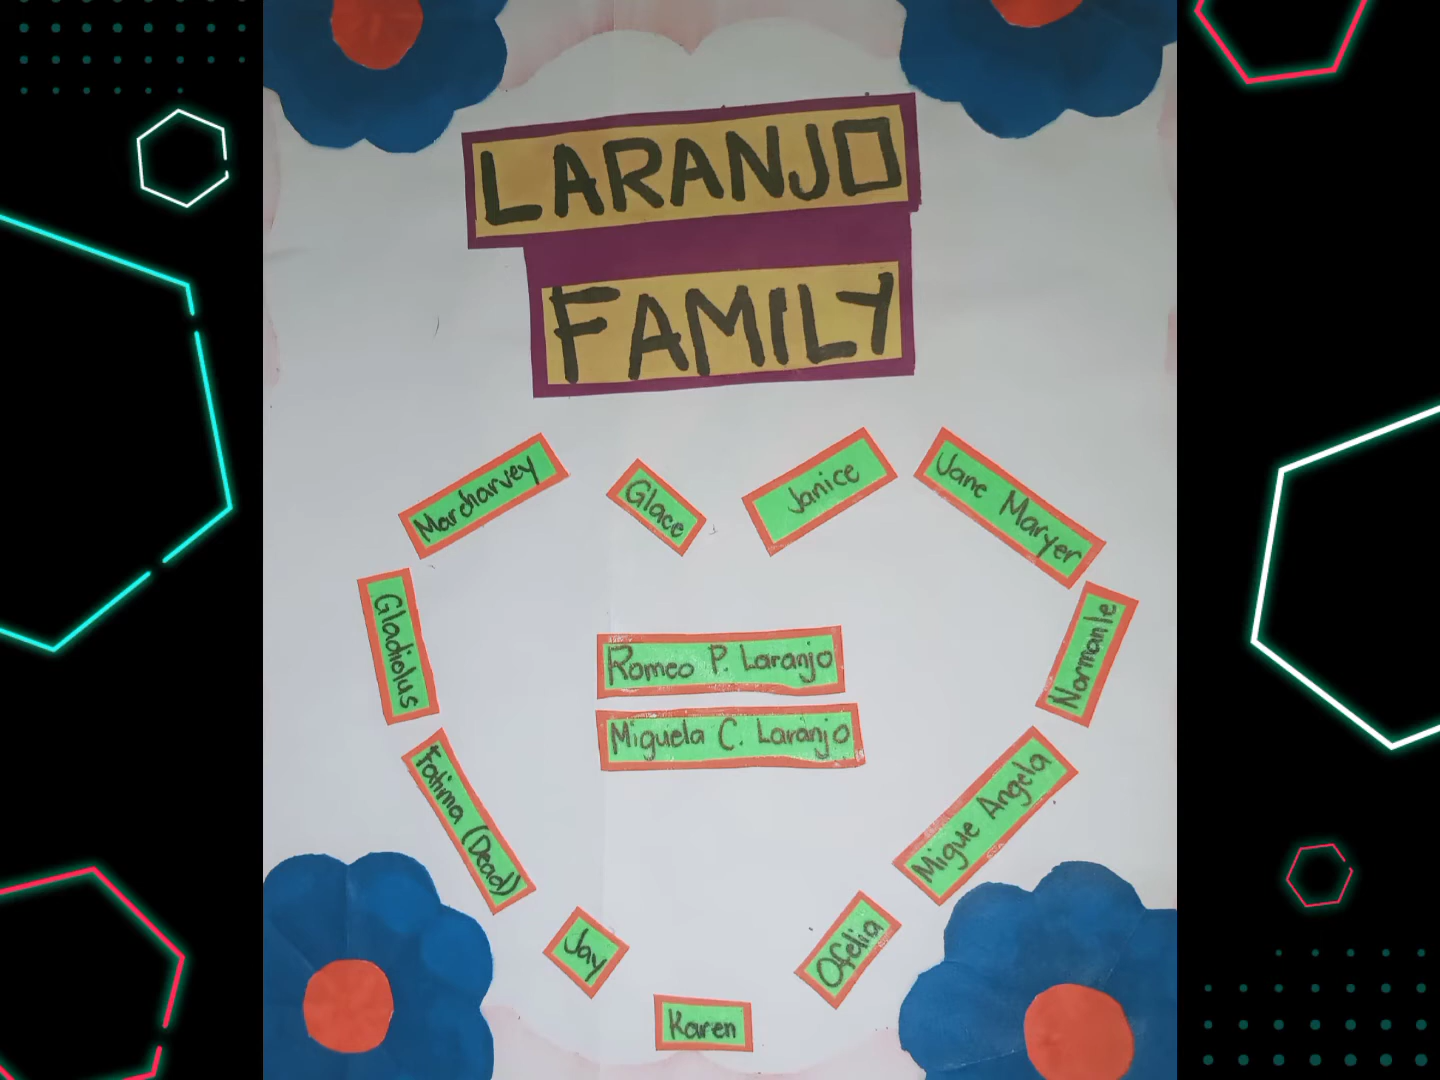 LARANJO
FAMILY
Marcharvey
Glace
Janice
Jane Maryer
Gladiolus
Normanle
Romeo P. Laranjo
Miguela C. Laranjo
Fatima (Dead)
Migue Angela
Jay
Ofelia
Karen